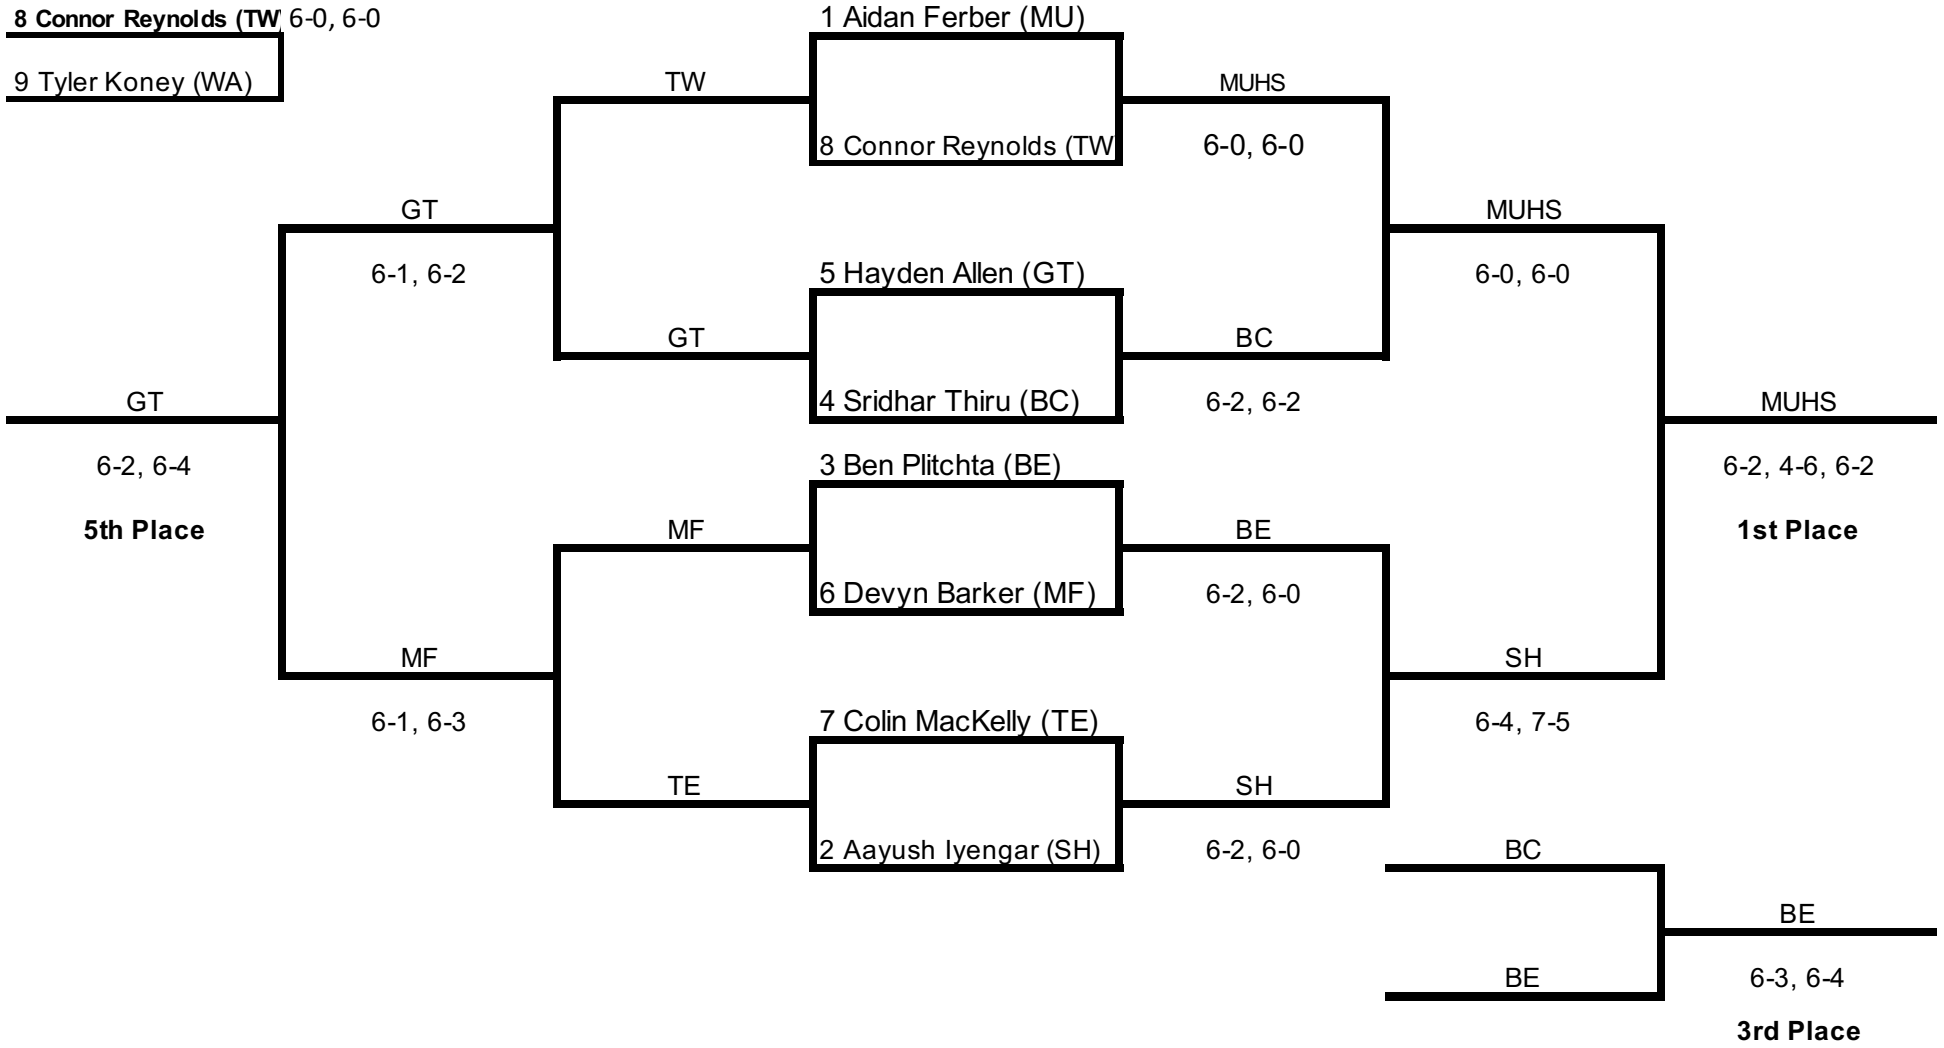 8 Connor Reynolds (TW 6-0, 6-0
1 Aidan Ferber (MU)
9 Tyler Koney (WA)
TW
MUHS
8 Connor Reynolds (TW
6-0, 6-0
GT
MUHS
6-1, 6-2
5 Hayden Allen (GT)
6-0, 6-0
GT
BC
GT
4 Sridhar Thiru (BC)
6-2, 6-2
MUHS
6-2, 6-4
3 Ben Plitchta (BE)
6-2, 4-6, 6-2
5th Place
MF
BE
1st Place
6 Devyn Barker (MF)
6-2, 6-0
MF
SH
6-1, 6-3
7 Colin MacKelly (TE)
6-4, 7-5
TE
SH
2 Aayush Iyengar (SH)
6-2, 6-0
BC
BE
BE
6-3, 6-4
3rd Place